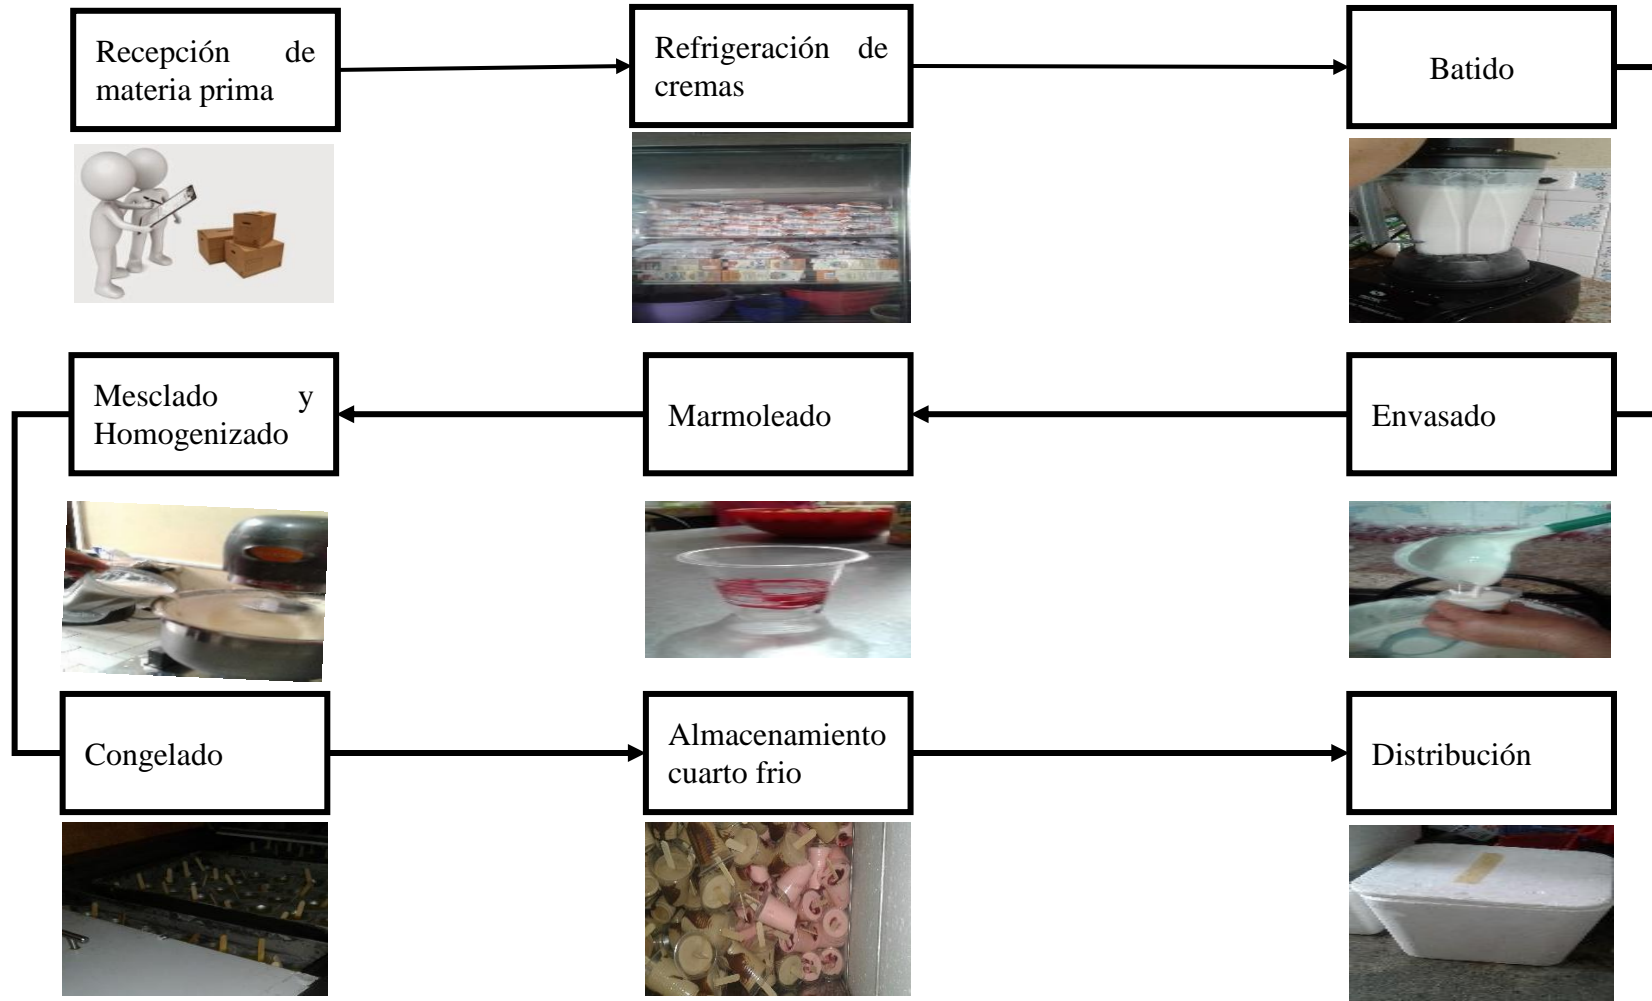 Recepción de
materia prima
Refrigeración de
cremas
Batido
Mesclado y
Homogenizado
Marmoleado
Envasado
Congelado
Almacenamiento
cuarto frio
Distribución